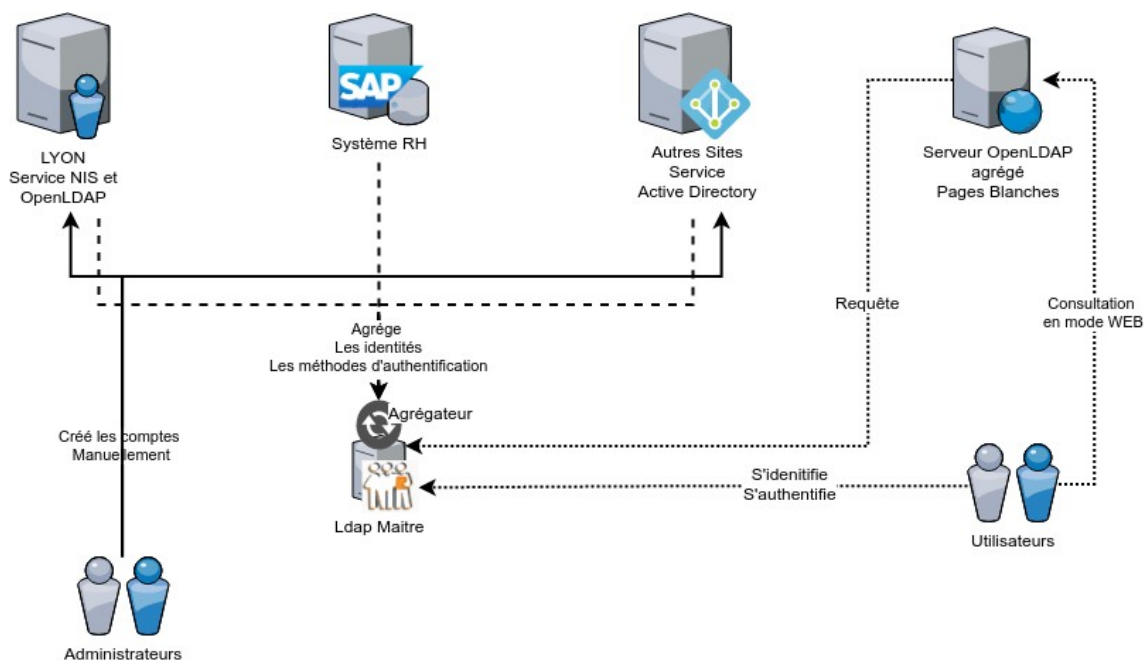 SAP
LYON
Service NIS et
OpenLDAP
Système RH
Autres Sites
Service
Active Directory
Serveur OpenLDAP
agrégé
Pages Blanches
Requête
Consultation
en mode WEB
Agrège
Les identités
Les méthodes d'authentification
Agrégateur
Créé les comptes
Manuellement
S'idenitifie
S'authentifie
Ldap Maitre
Utilisateurs
Administrateurs